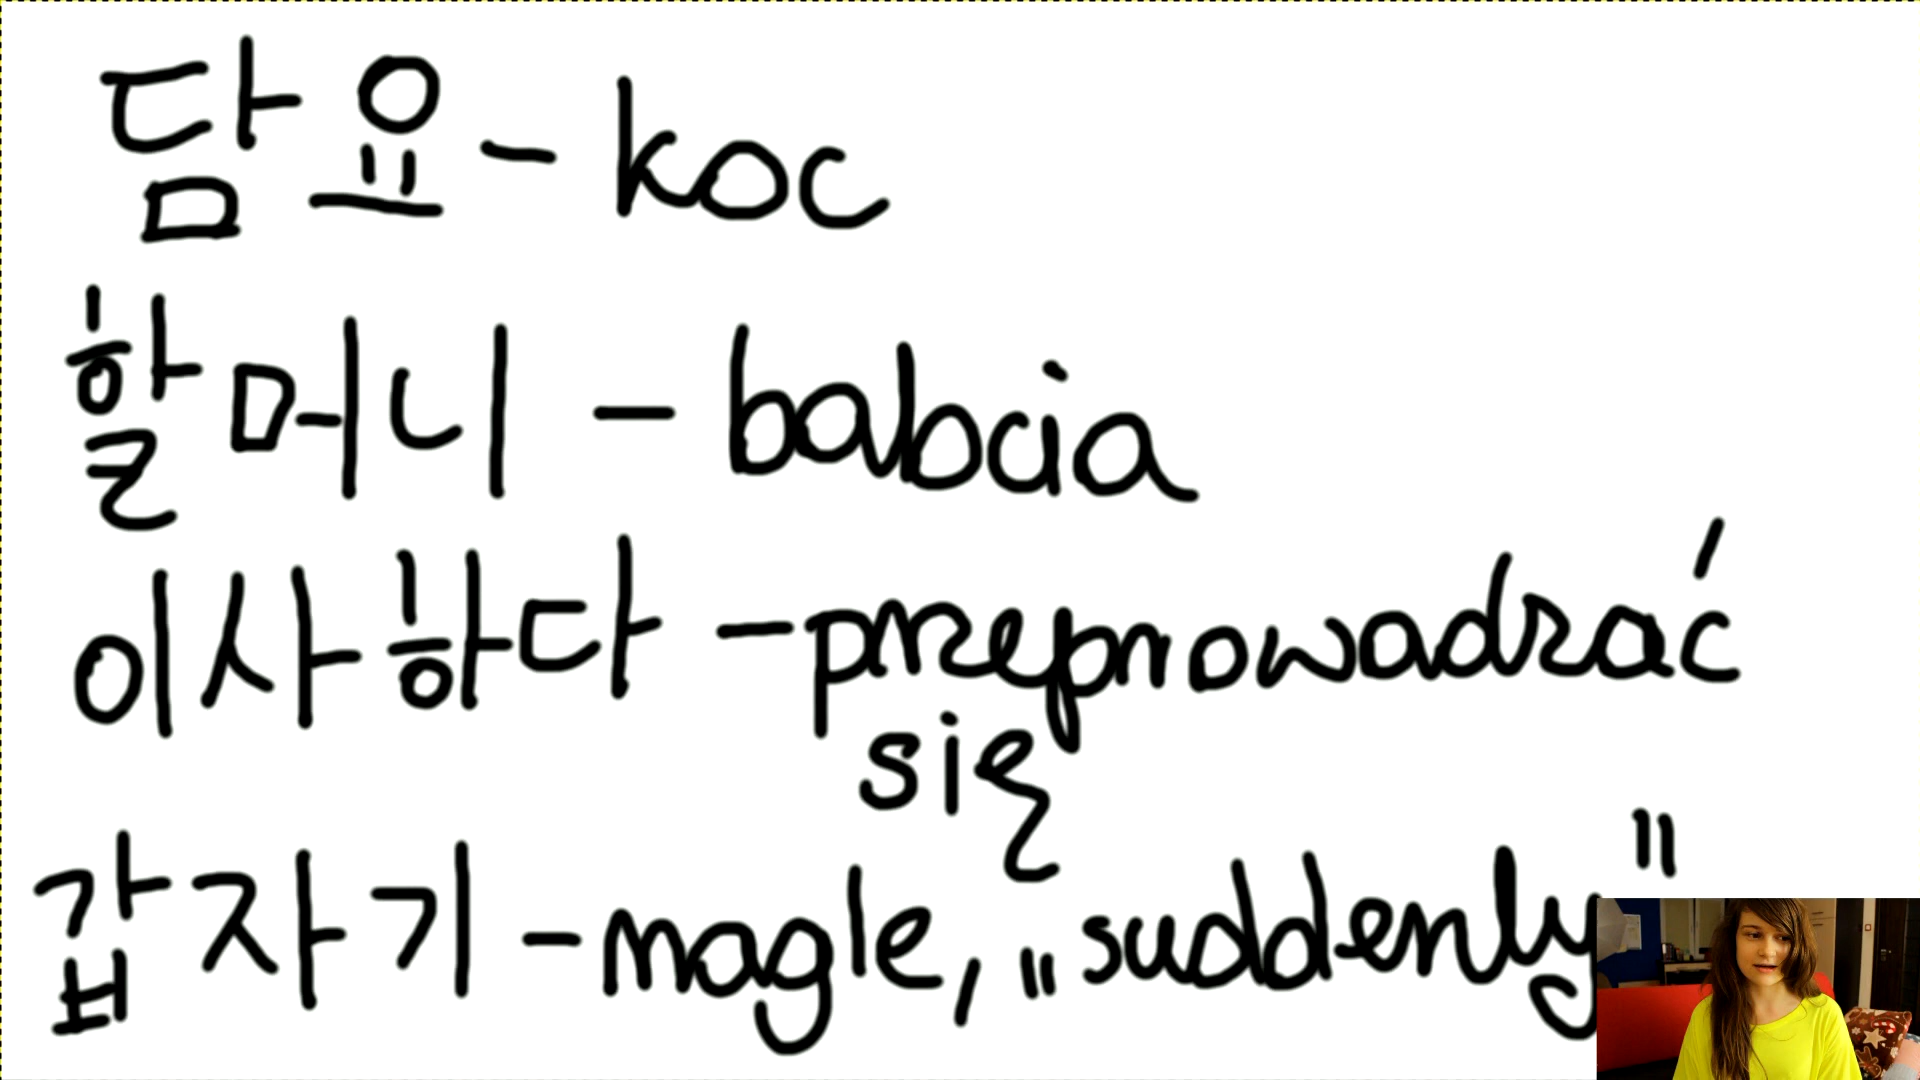 담요 - koc
할머니 - babcia
이사하다 - przeprowadzać
się
갑자기 - nagle, "suddenly"